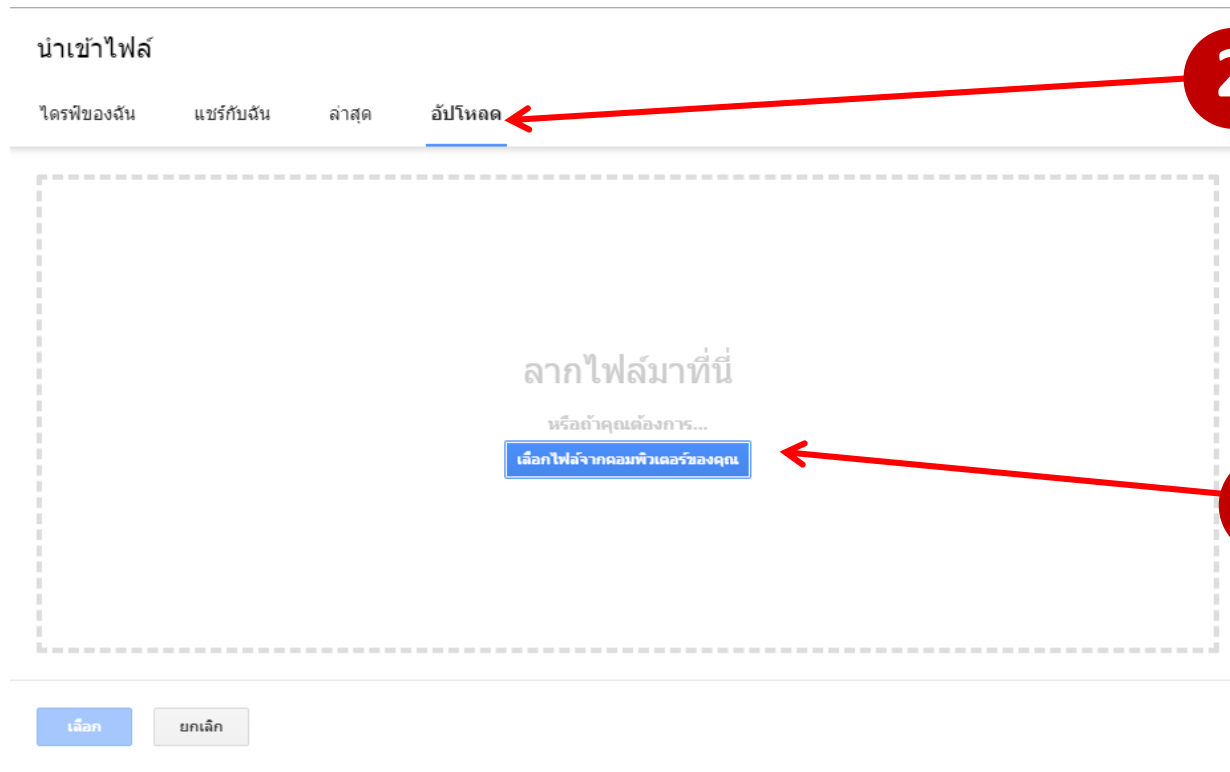 นำเข้าไฟล์
2
ไดรฟ์ของฉัน แชร์กับฉัน ล่าสุด อัปโหลด
ลากไฟล์มาที่นี่
หรือถ้าคุณต้องการ...
เลือกไฟล์จากคอมพิวเตอร์ของคุณ
เลือก ยกเลิก